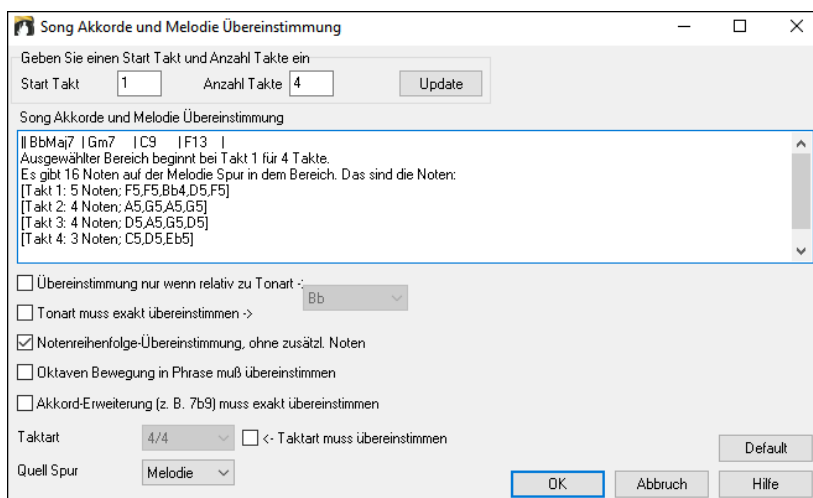 Song Akkorde und Melodie Übereinstimmung
Geben Sie einen Start Takt und Anzahl Takte ein
Start Takt 1 Anzahl Takte 4 Update
Song Akkorde und Melodie Übereinstimmung
|| BbMaj7 | Gm7 | C9 | F13 |
Ausgewählter Bereich beginnt bei Takt 1 für 4 Takte.
Es gibt 16 Noten auf der Melodie Spur in dem Bereich. Das sind die Noten:
[Takt 1: 5 Noten; F5,F5,Bb4,D5,F5]
[Takt 2: 4 Noten; A5,G5,A5,G5]
[Takt 3: 4 Noten; D5,A5,G5,D5]
[Takt 4: 3 Noten; C5,D5,Eb5]
Übereinstimmung nur wenn relativ zu Tonart -:
Bb
Tonart muss exakt übereinstimmen ->
Notenreihenfolge-Übereinstimmung, ohne zusätzl. Noten
Oktaven Bewegung in Phrase muß übereinstimmen
Akkord-Erweiterung (z. B. 7b9) muss exakt übereinstimmen
Taktart 4/4 <- Taktart muss übereinstimmen
Default
Quell Spur Melodie
OK Abbruch Hilfe